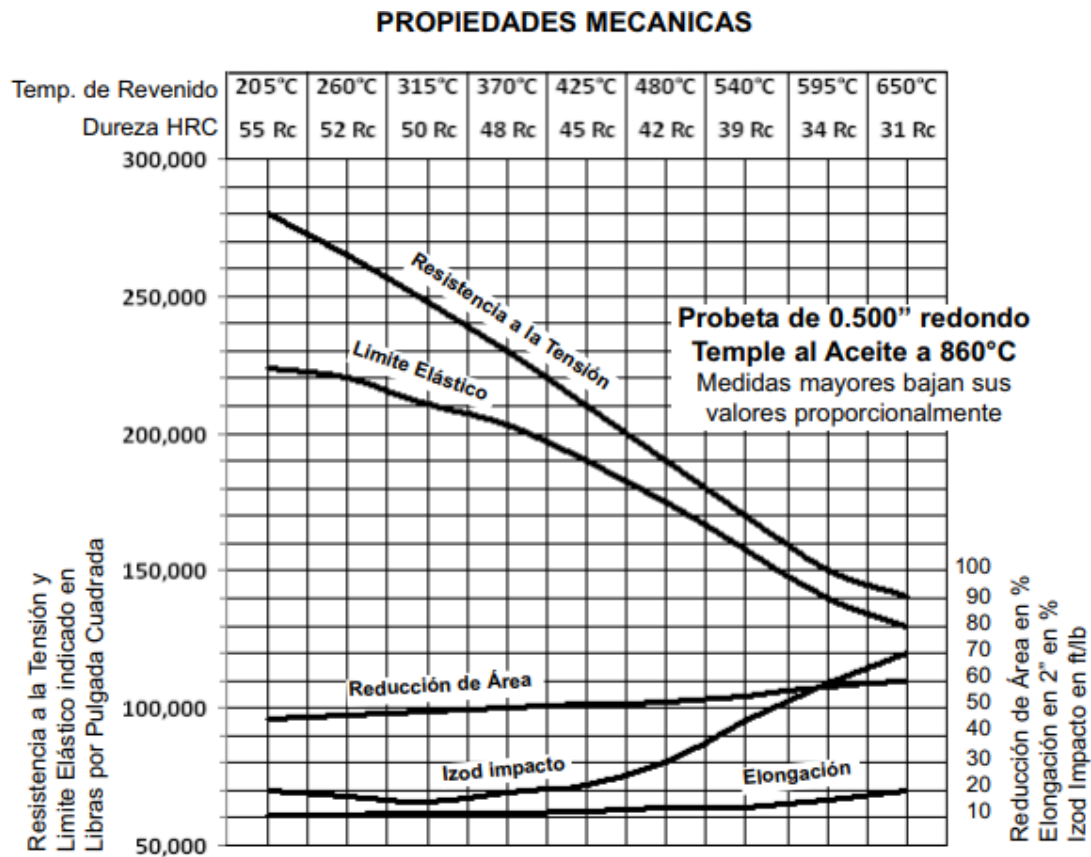 PROPIEDADES MECANICAS
Temp. de Revenido 205°C 260°C 315°C 370°C 425°C 480°C 540°C 595°C 650°C
Dureza HRC 55 Rc 52 Rc 50 Rc 48 Rc 45 Rc 42 Rc 39 Rc 34 Rc 31 Rc
300,000
250,000
200,000
150,000
100,000
50,000
Resistencia a la Tensión y
Limite Elástico indicado en
Libras por Pulgada Cuadrada
Resistencia a la Tensión
Limite Elástico
Probeta de 0.500” redondo
Temple al Aceite a 860°C
Medidas mayores bajan sus
valores proporcionalmente
Reducción de Área
Izod impacto
Elongación
100
90
80
70
60
50
40
30
20
10
Reducción de Área en %
Elongación en 2” en %
Izod Impacto en ft/lb